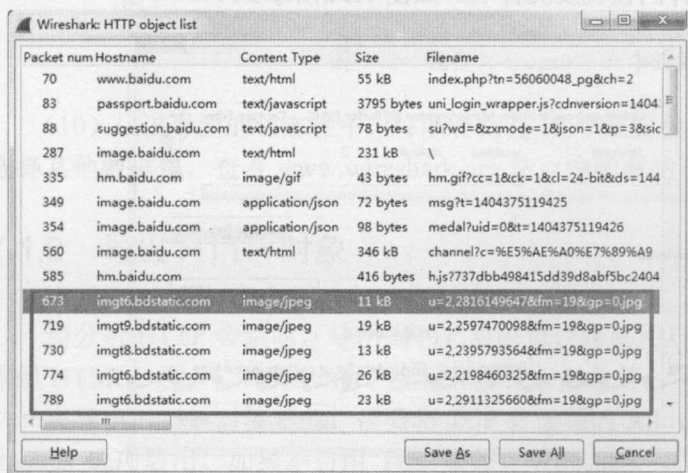 Wireshark: HTTP object list
Packet num Hostname Content Type Size Filename
70 www.baidu.com text/html 55 kB index.php?tn=56060048_pg&ch=2
83 passport.baidu.com text/javascript 3795 bytes uni_login_wrapper.js?cdnversion=1404:
88 suggestion.baidu.com text/javascript 78 bytes su?wd=&zxmode=1&json=1&p=3&sic
287 image.baidu.com text/html 231 kB \
335 hm.baidu.com image/gif 43 bytes hm.gif?cc=1&ck=1&cl=24-bit&ds=144
349 image.baidu.com application/json 72 bytes msg?t=1404375119425
354 image.baidu.com application/json 98 bytes medal?uid=0&t=1404375119426
560 image.baidu.com text/html 346 kB channel?c=%E5%AE%A0%E7%89%A9
585 hm.baidu.com 416 bytes h.js?737dbb498415dd39d8abf5bc2404
673 imgt6.bdstatic.com image/jpeg 11 kB u=2,2816149647&fm=19&gp=0.jpg
719 imgt9.bdstatic.com image/jpeg 19 kB u=2,2597470098&fm=19&gp=0.jpg
730 imgt8.bdstatic.com image/jpeg 13 kB u=2,2395793564&fm=19&gp=0.jpg
774 imgt6.bdstatic.com image/jpeg 15 kB
789 imgt6.bdstatic.com image/jpeg 23 kB u=2,2911325660&fm=19&gp=0.jpg
Help Save As Save All Cancel